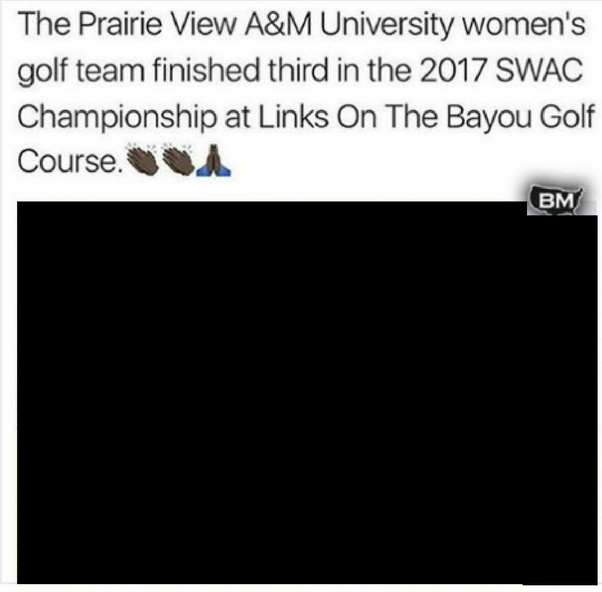 The Prairie View A&M University women's
golf team finished third in the 2017 SWAC
Championship at Links On The Bayou Golf
Course.👏🏿👏🏿🙏🏿
BM